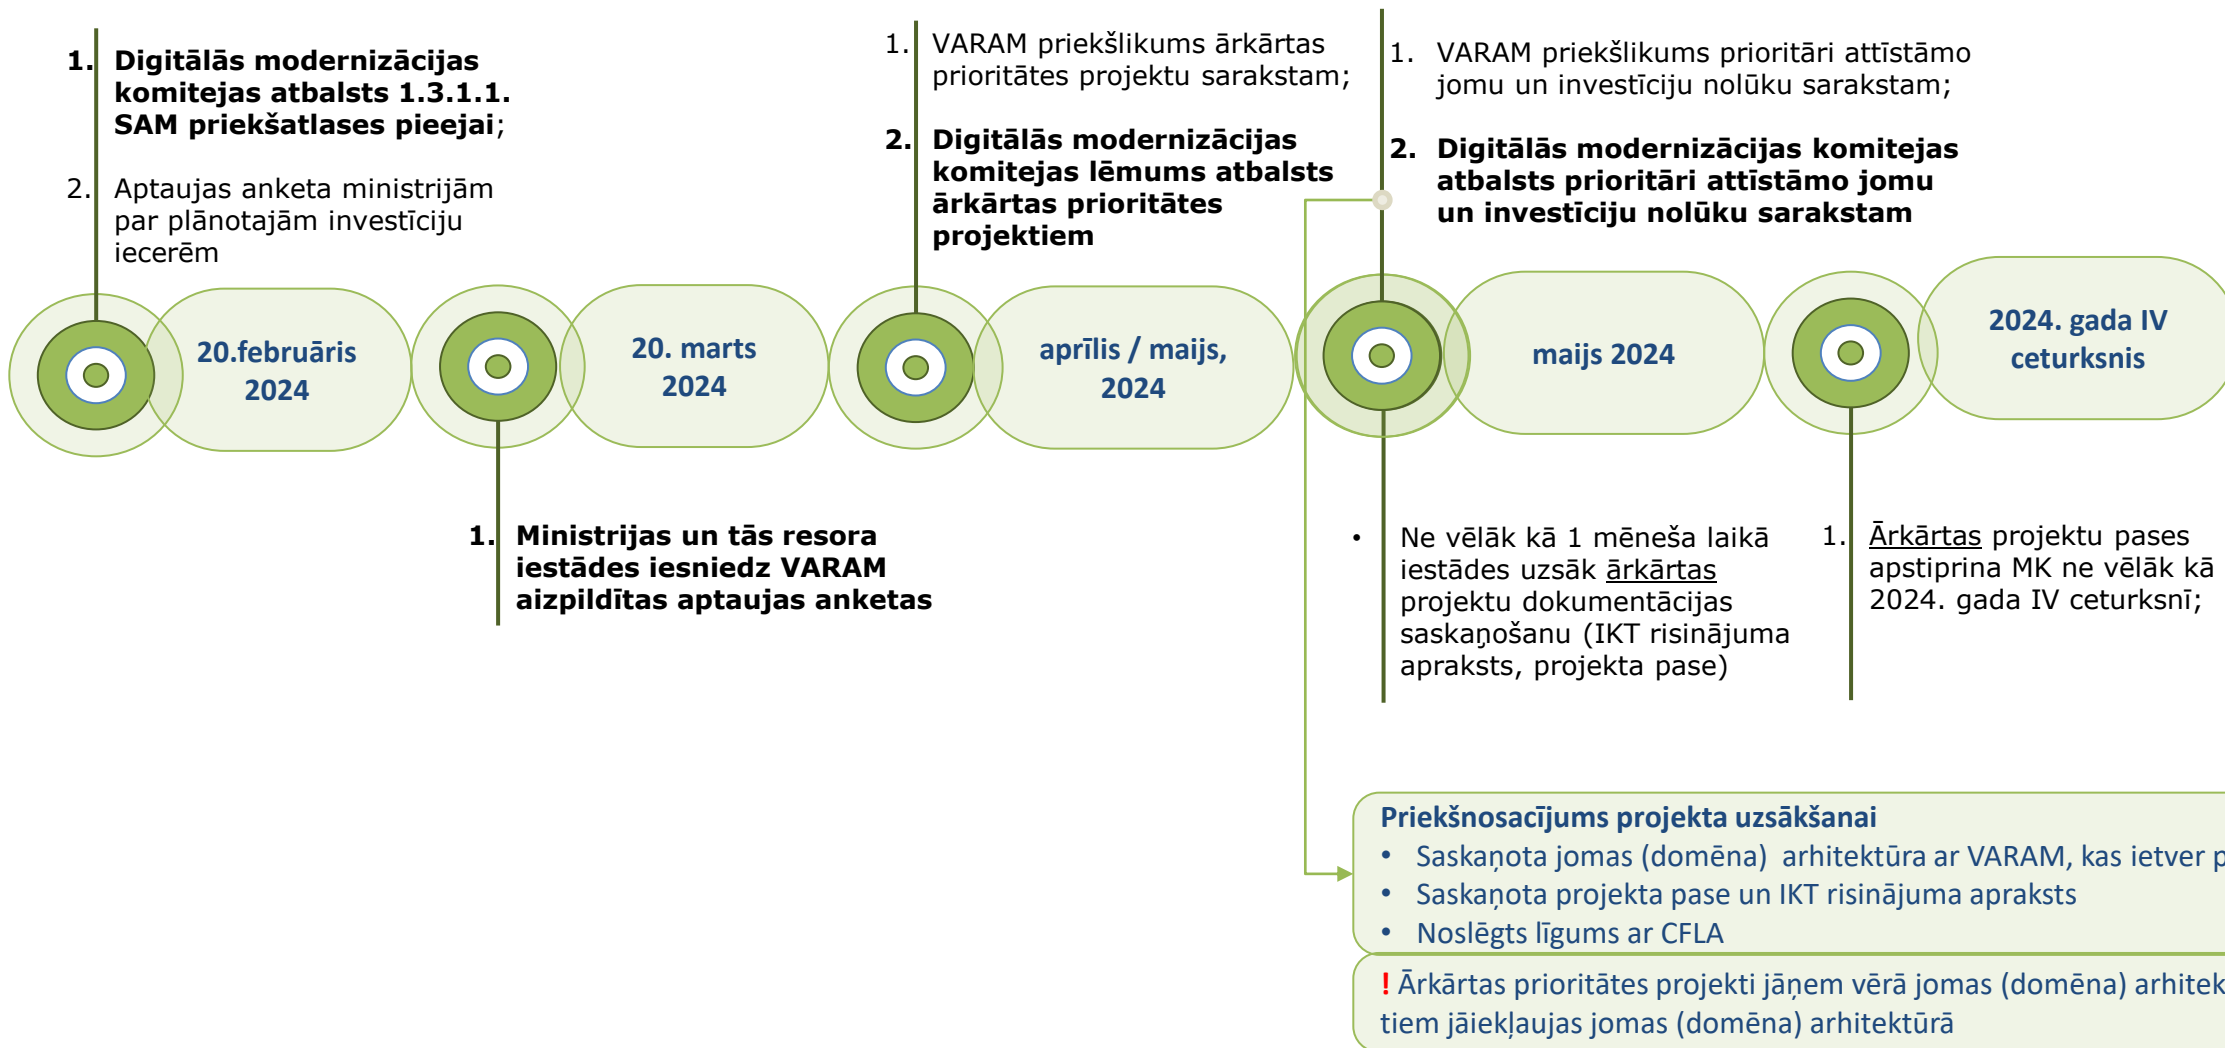 1. Digitālās modernizācijas
komitejas atbalsts 1.3.1.1.
SAM priekšatlases pieejai;
2. Aptaujas anketa ministrijām
par plānotajām investīciju
iecerēm
1. VARAM priekšlikums ārkārtas
prioritātes projektu sarakstam;
2. Digitālās modernizācijas
komitejas lēmums atbalsts
ārkārtas prioritātes
projektiem
1. VARAM priekšlikums prioritāri attīstāmo
jomu un investīciju nolūku sarakstam;
2. Digitālās modernizācijas komitejas
atbalsts prioritāri attīstāmo jomu
un investīciju nolūku sarakstam
20.februāris
2024
20. marts
2024
aprīlis / maijs,
2024
maijs 2024
2024. gada IV
ceturksnis
1. Ministrijas un tās resora
iestādes iesniedz VARAM
aizpildītas aptaujas anketas
• Ne vēlāk kā 1 mēneša laikā
iestādes uzsāk ārkārtas
projektu dokumentācijas
saskaņošanu (IKT risinājuma
apraksts, projekta pase)
1. Ārkārtas projektu pases
apstiprina MK ne vēlāk kā
2024. gada IV ceturksnī;
Priekšnosacījums projekta uzsākšanai
• Saskaņota jomas (domēna) arhitektūra ar VARAM, kas ietver
• Saskaņota projekta pase un IKT risinājuma apraksts
• Noslēgts līgums ar CFLA
! Ārkārtas prioritātes projekti jāņem vērā jomas (domēna)
tiem jāiekļaujas jomas (domēna) arhitektūrā